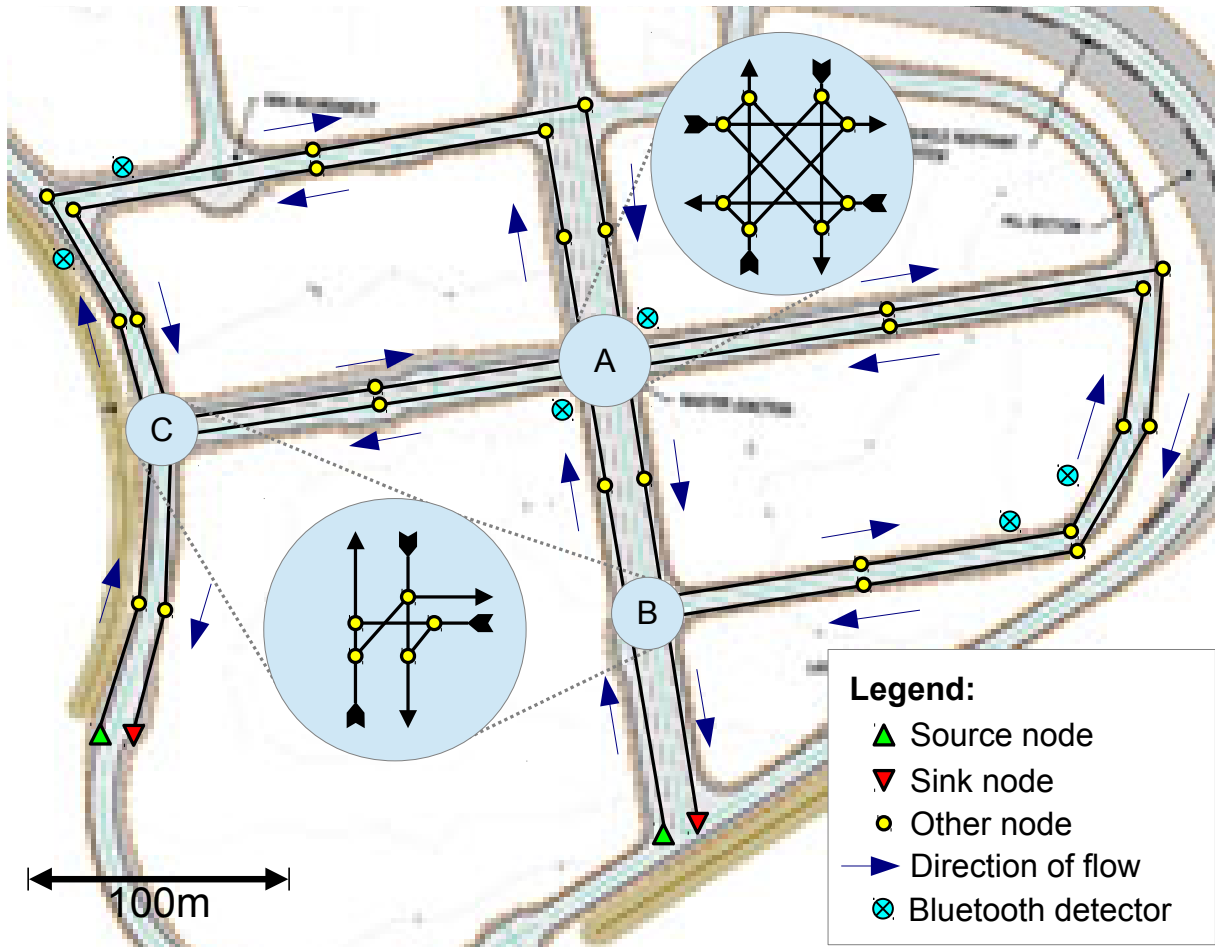 A
C
B
Legend:
Source node
Sink node
Other node
Direction of flow
Bluetooth detector
100m